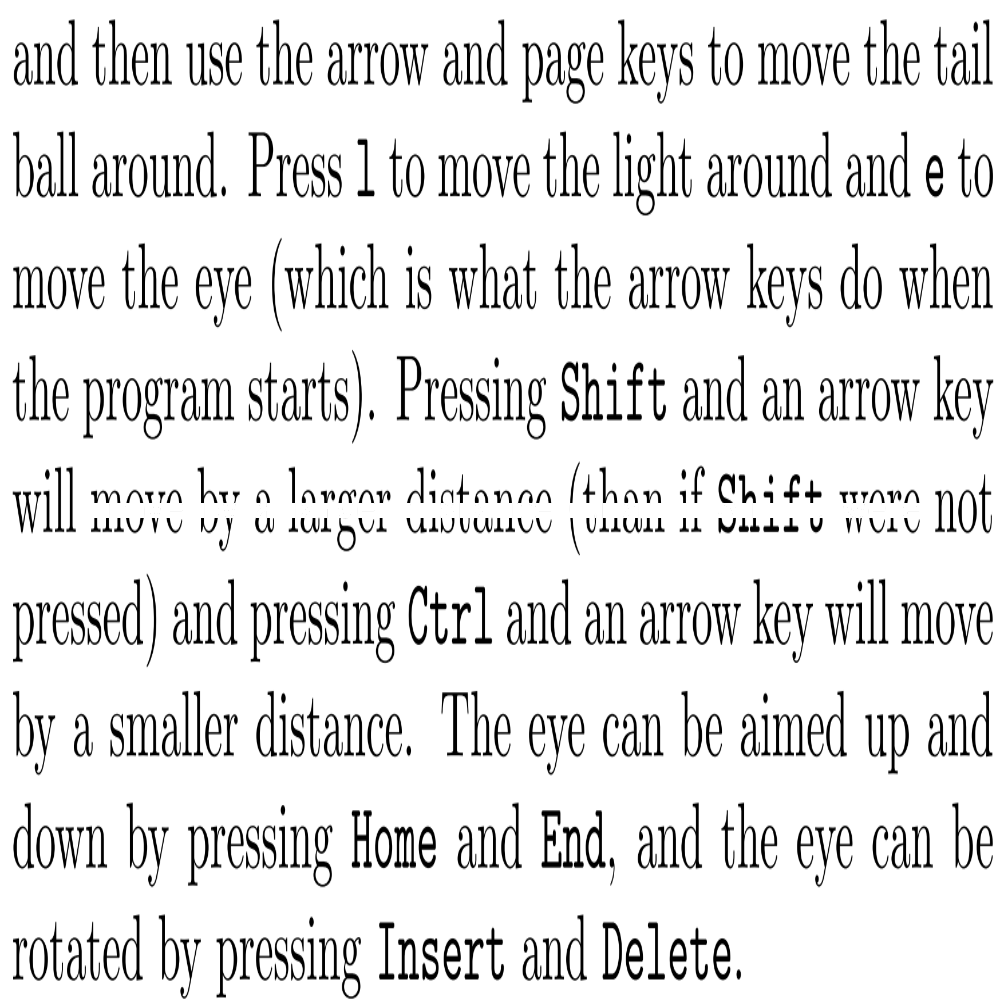 and then use the arrow and page keys to move the tail
ball around. Press l to move the light around and e to
move the eye (which is what the arrow keys do when
the program starts). Pressing Shift and an arrow key
will move by a larger distance (than if Shift were not
pressed) and pressing Ctrl and an arrow key will move
by a smaller distance. The eye can be aimed up and
down by pressing Home and End, and the eye can be
rotated by pressing Insert and Delete.